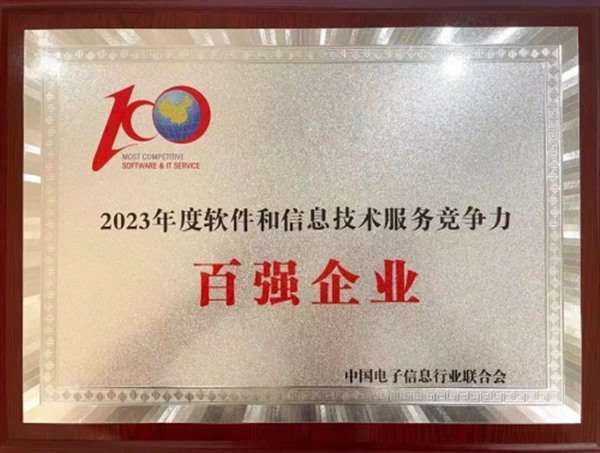 100
MOST COMPETITIVE
SOFTWARE & IT SERVICE
2023年度软件和信息技术服务竞争力
百强企业
中国电子信息行业联合会